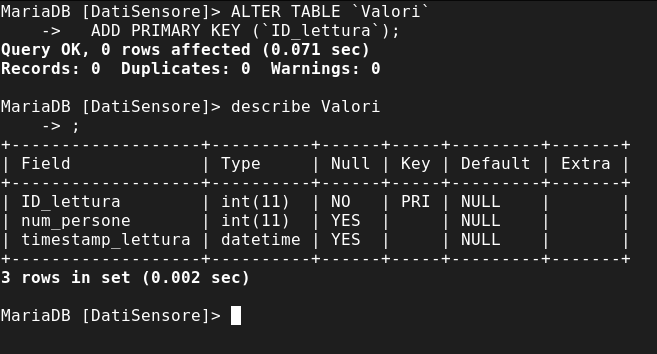 MariaDB [DatiSensore]> ALTER TABLE `Valori`
    ->   ADD PRIMARY KEY (`ID_lettura`);
Query OK, 0 rows affected (0.071 sec)
Records: 0  Duplicates: 0  Warnings: 0

MariaDB [DatiSensore]> describe Valori
    -> ;
+-------------------+----------+------+-----+---------+-------+
| Field             | Type     | Null | Key | Default | Extra |
+-------------------+----------+------+-----+---------+-------+
| ID_lettura        | int(11)  | NO   | PRI | NULL    |       |
| num_persone       | int(11)  | YES  |     | NULL    |       |
| timestamp_lettura | datetime | YES  |     | NULL    |       |
+-------------------+----------+------+-----+---------+-------+
3 rows in set (0.002 sec)

MariaDB [DatiSensore]>